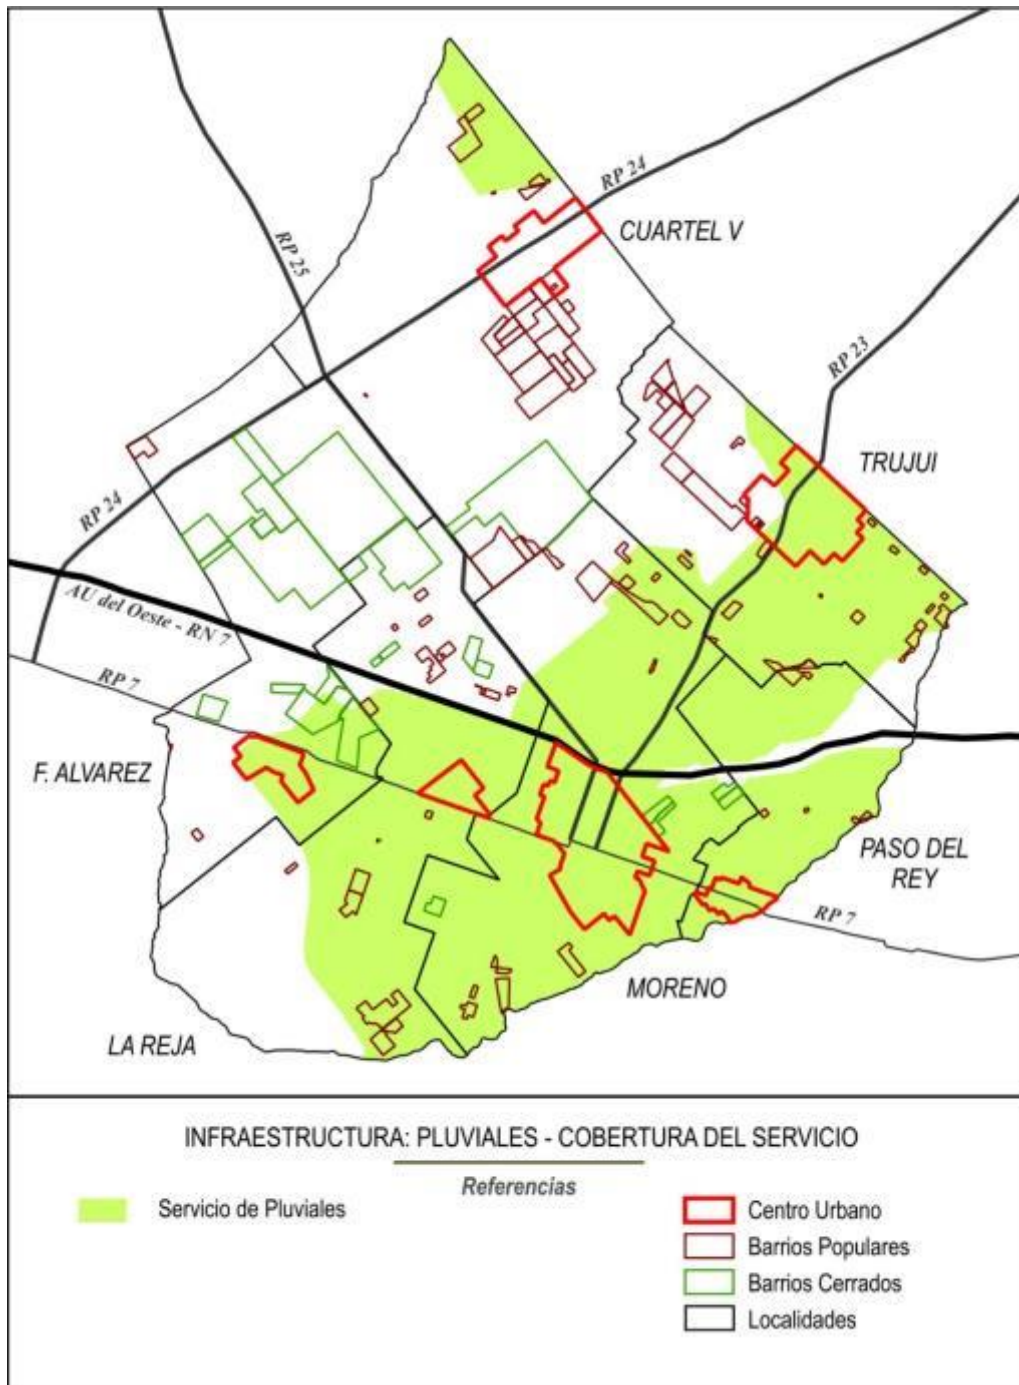 RP 24
CUARTEL V
RP 25
RP 23
TRUJUI
RP 24
AU del Oeste - RN 7
RP 7
F. ALVAREZ
PASO DEL
REY
RP 7
MORENO
LA REJA
INFRAESTRUCTURA: PLUVIALES - COBERTURA DEL SERVICIO
Referencias
Servicio de Pluviales
Centro Urbano
Barrios Populares
Barrios Cerrados
Localidades